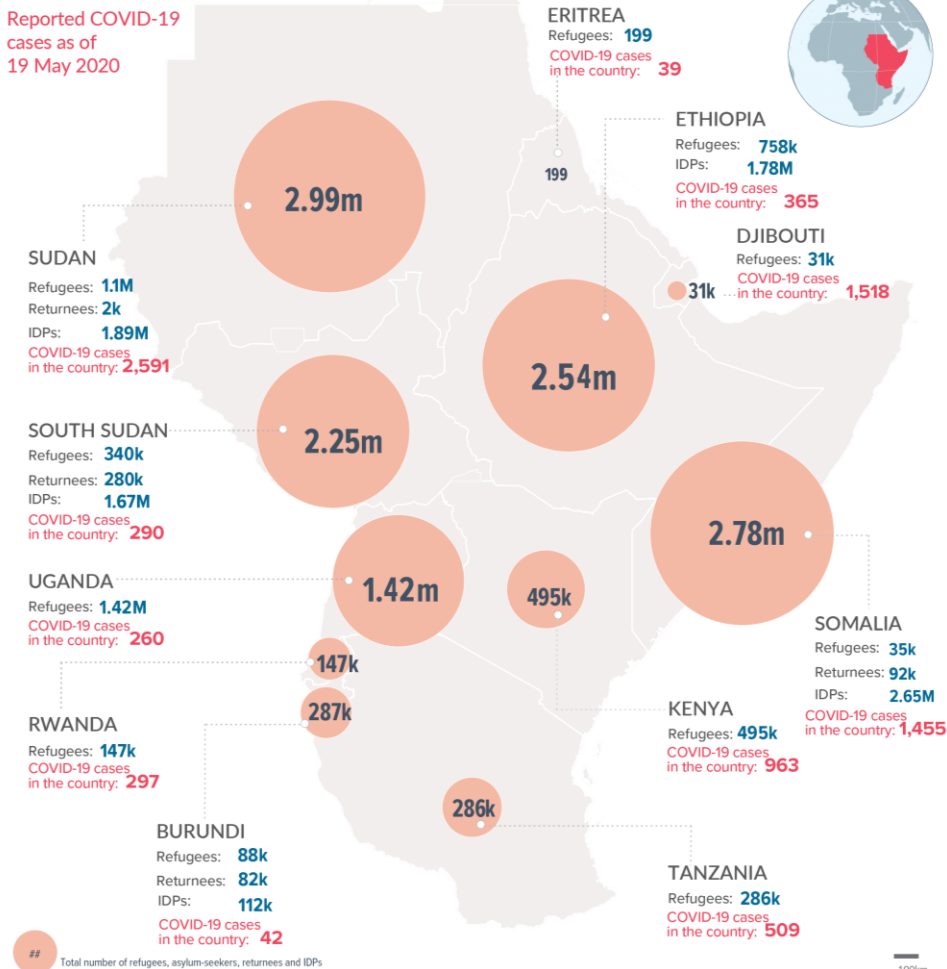 Reported COVID-19
cases as of
19 May 2020
ERITREA
Refugees: 199
COVID-19 cases
in the country: 39
199
ETHIOPIA
Refugees: 758k
IDPs: 1.78M
COVID-19 cases
in the country: 365
2.54m
DJIBOUTI
Refugees: 31k
COVID-19 cases
in the country: 1,518
31k
2.99m
SUDAN
Refugees: 1.1M
Returnees: 2k
IDPs: 1.89M
COVID-19 cases
in the country: 2,591
SOUTH SUDAN
Refugees: 340k
Returnees: 280k
IDPs: 1.67M
COVID-19 cases
in the country: 290
2.25m
UGANDA
Refugees: 1.42M
COVID-19 cases
in the country: 260
1.42m
495k
2.78m
SOMALIA
Refugees: 35k
Returnees: 92k
IDPs: 2.65M
COVID-19 cases
in the country: 1,455
147k
287k
RWANDA
Refugees: 147k
COVID-19 cases
in the country: 297
KENYA
Refugees: 495k
COVID-19 cases
in the country: 963
286k
BURUNDI
Refugees: 88k
Returnees: 82k
IDPs: 112k
COVID-19 cases
in the country: 42
TANZANIA
Refugees: 286k
COVID-19 cases
in the country: 509
## Total number of refugees, asylum-seekers, returnees and IDPs
100km